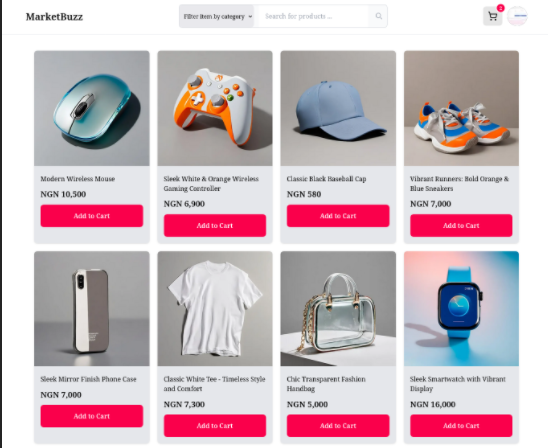 MarketBuzz
Filter item by category
Search for products...
2
Modern Wireless Mouse
NGN 10,500
Add to Cart
Sleek White & Orange Wireless
Gaming Controller
NGN 6,900
Add to Cart
Classic Black Baseball Cap
NGN 580
Add to Cart
Vibrant Runners: Bold Orange &
Blue Sneakers
NGN 7,000
Add to Cart
Sleek Mirror Finish Phone Case
NGN 7,000
Add to Cart
Classic White Tee - Timeless Style
and Comfort
NGN 7,300
Add to Cart
Chic Transparent Fashion
Handbag
NGN 5,000
Add to Cart
Sleek Smartwatch with Vibrant
Display
NGN 16,000
Add to Cart